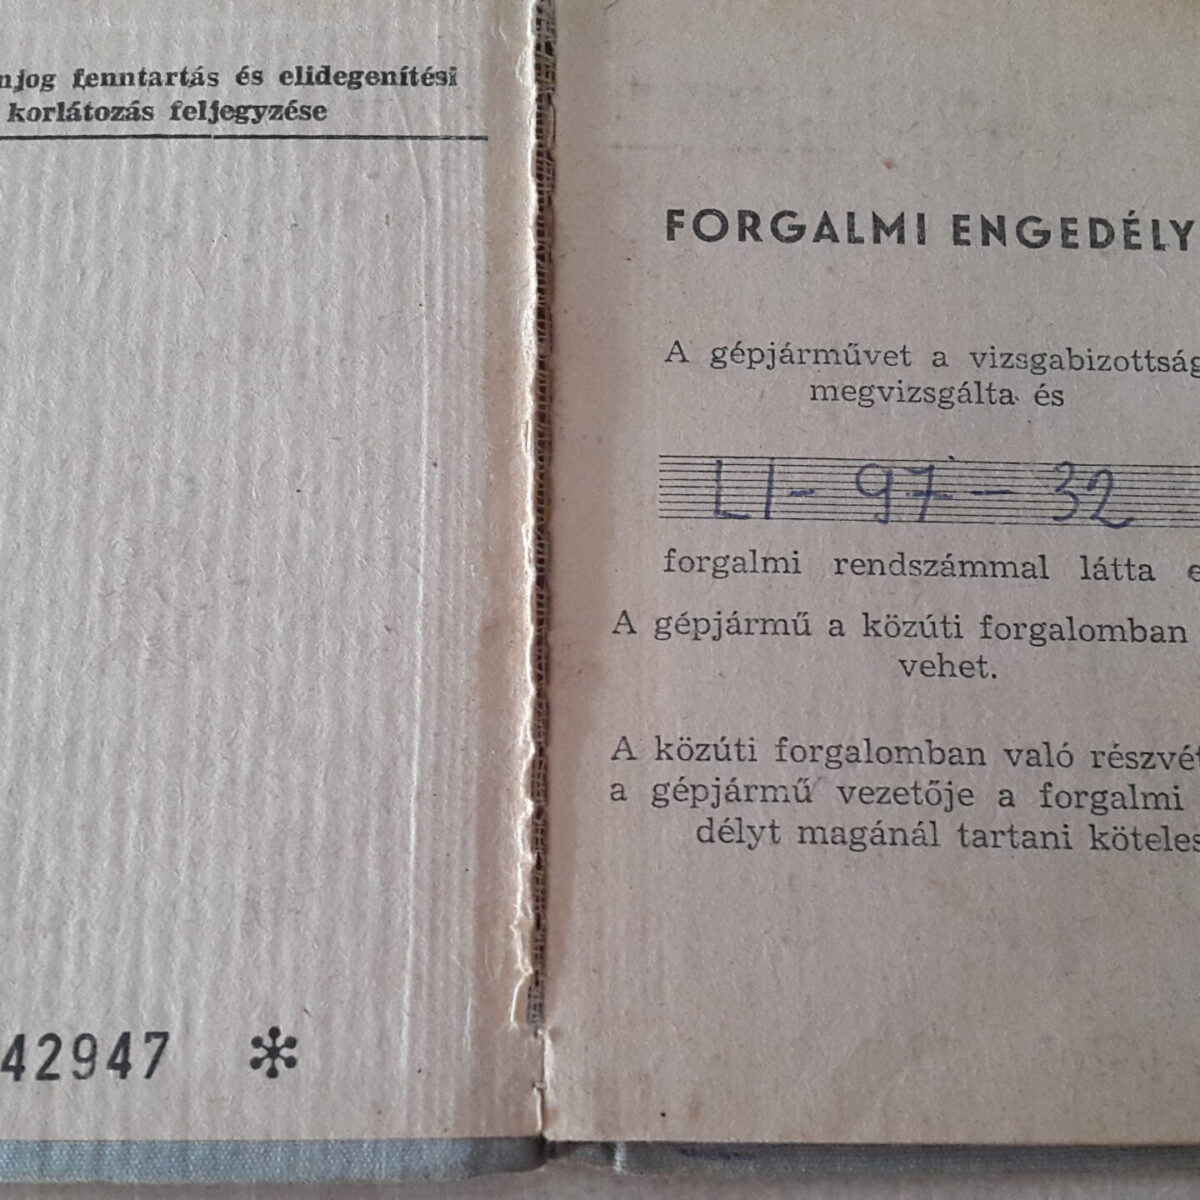 njog fenntartás és elidegenítési
korlátozás feljegyzése
42947 *
FORGALMI ENGEDÉLY
A gépjárművet a vizsgabizottság
megvizsgálta és
LI-97-32
forgalmi rendszámmal látta e
A gépjármű a közúti forgalomban
vehet.
A közúti forgalomban való részvét
a gépjármű vezetője a forgalmi
délyt magánál tartani köteles